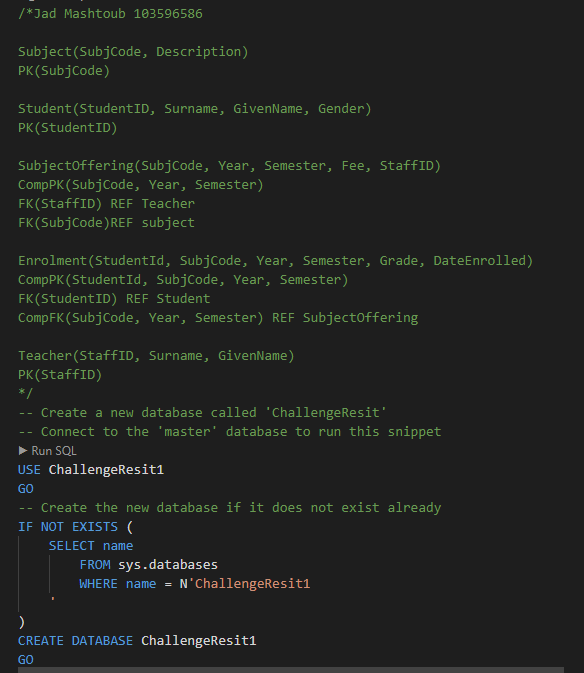 /*Jad Mashtoub 103596586
Subject(SubjCode, Description)
PK(SubjCode)
Student(StudentID, Surname, GivenName, Gender)
PK(StudentID)
SubjectOffering(SubjCode, Year, Semester, Fee, StaffID)
CompPK(SubjCode, Year, Semester)
FK(StaffID) REF Teacher
FK(SubjCode)REF subject
Enrolment(StudentId, SubjCode, Year, Semester, Grade, DateEnrolled)
CompPK(StudentId, SubjCode, Year, Semester)
FK(StudentID) REF Student
CompFK(SubjCode, Year, Semester) REF SubjectOffering
Teacher(StaffID, Surname, GivenName)
PK(StaffID)
*/
-- Create a new database called 'ChallengeResit'
-- Connect to the 'master' database to run this snippet
▶ Run SQL
USE ChallengeResit1
GO
-- Create the new database if it does not exist already
IF NOT EXISTS (
    SELECT name
        FROM sys.databases
        WHERE name = N'ChallengeResit1
    '
)
CREATE DATABASE ChallengeResit1
GO